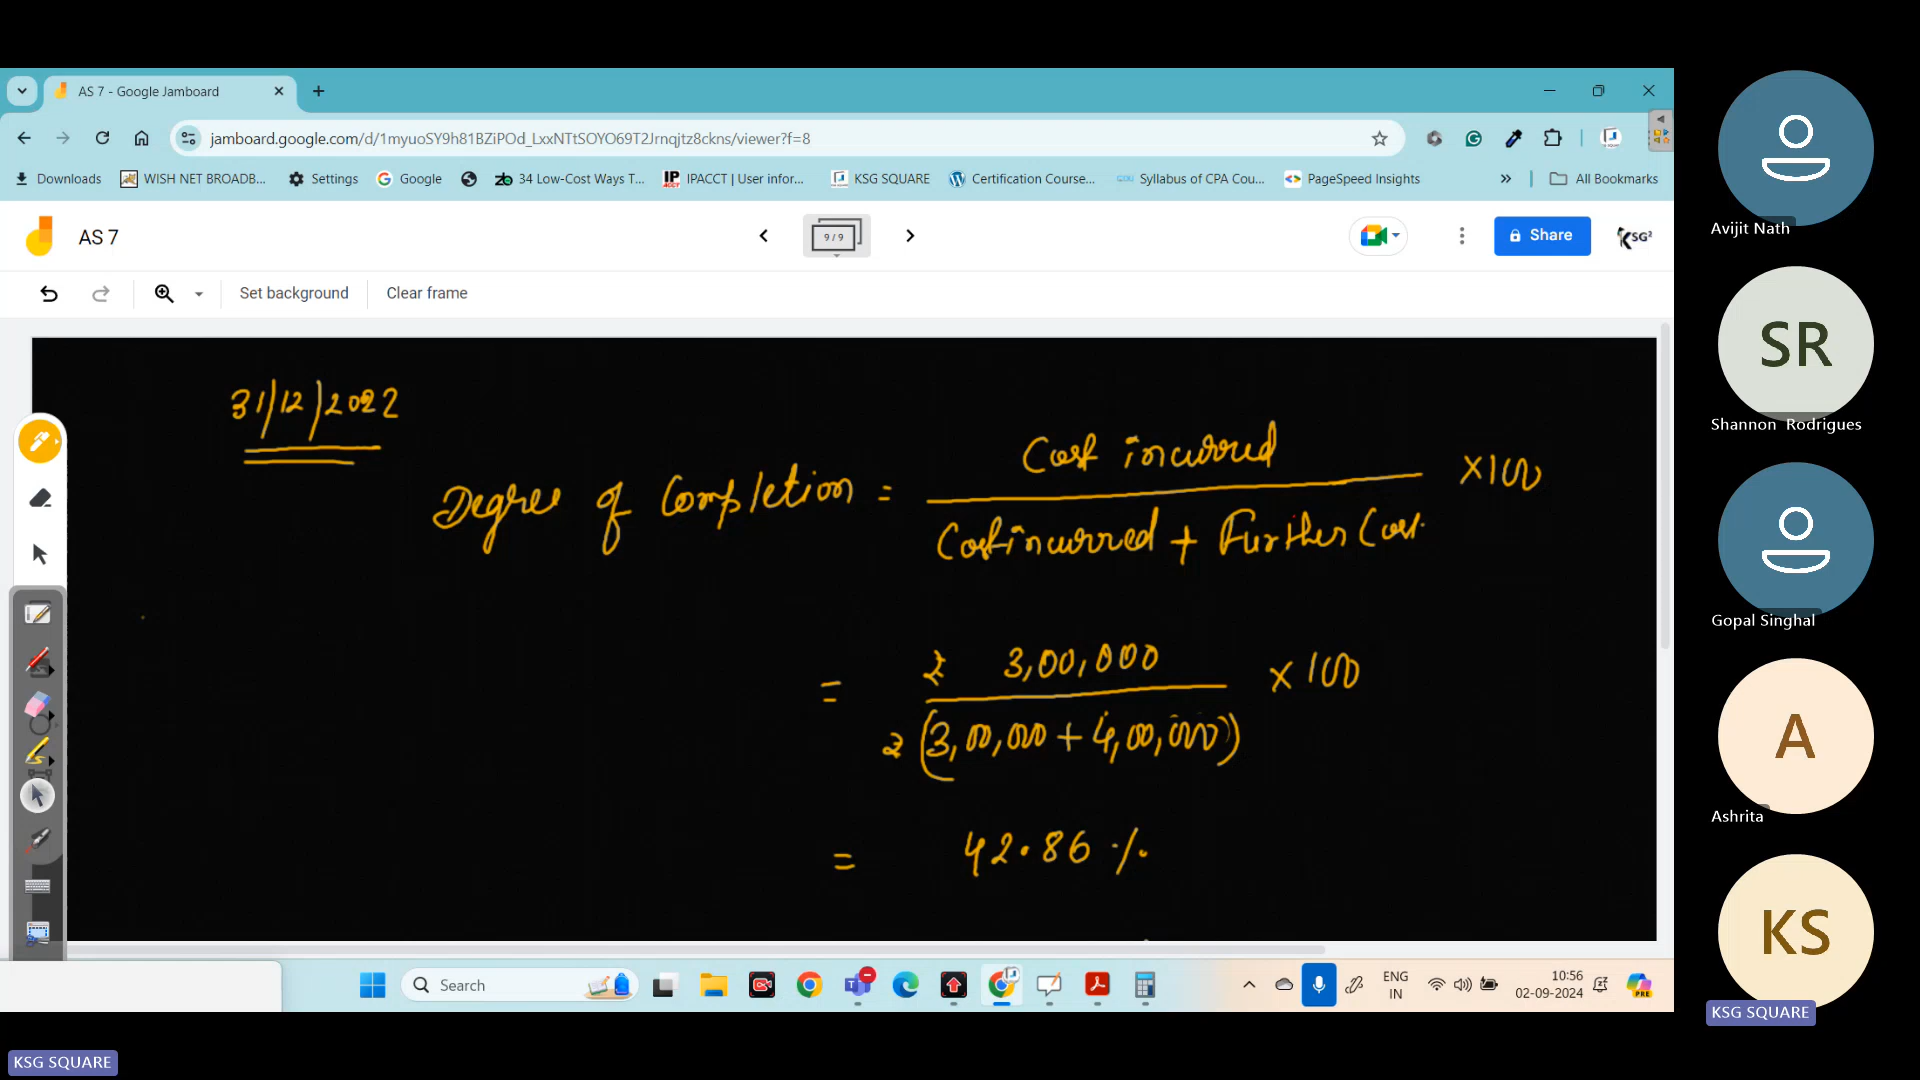 AS 7 - Google Jamboard
jamboard.google.com/d/1myuoSY9h81BZiPOd_LxxNTtSOYO69T2Jrnqjtz8ckns/viewer?f=8
Downloads
WISH NET BROADB...
Settings
Google
34 Low-Cost Ways T...
IPACCT | User infor...
KSG SQUARE
Certification Course...
Syllabus of CPA Cou...
PageSpeed Insights
All Bookmarks
AS 7
9 / 9
Share
KSG²
Set background
Clear frame
31/12/2022
Degree of Completion = Cost incurred / Cost incurred + Further Cost × 100
= ₹ 3,00,000 / ₹ (3,00,000 + 4,00,000) × 100
= 42.86 %
Search
ENG
IN
10:56
02-09-2024
Avijit Nath
SR
Shannon Rodrigues
Gopal Singhal
A
Ashrita
KS
KSG SQUARE
KSG SQUARE